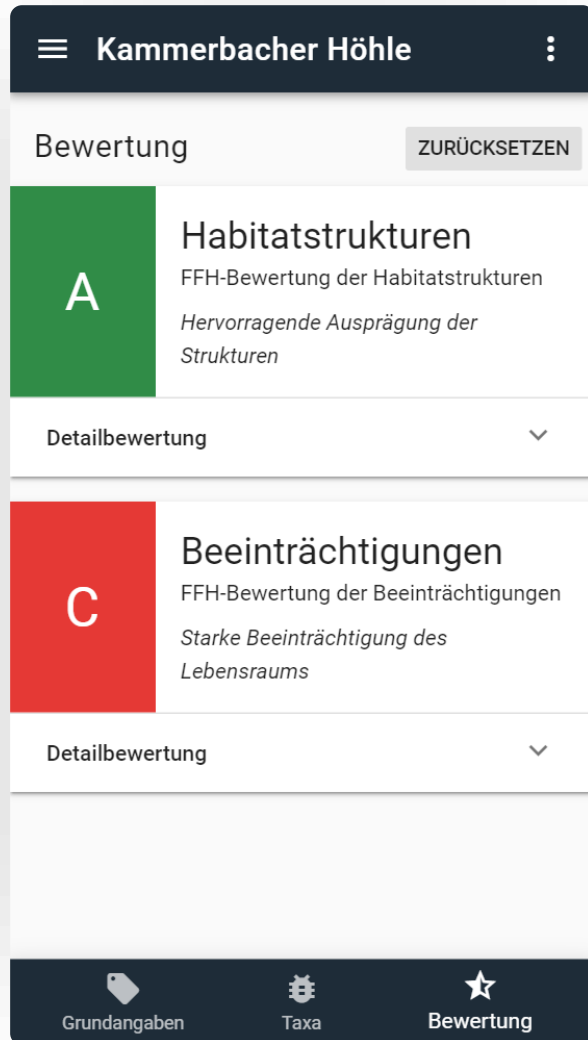 Kammerbacher Höhle
Bewertung
ZURÜCKSETZEN
A
Habitatstrukturen
FFH-Bewertung der Habitatstrukturen
Hervorragende Ausprägung der
Strukturen
Detailbewertung
C
Beeinträchtigungen
FFH-Bewertung der Beeinträchtigungen
Starke Beeinträchtigung des
Lebensraums
Detailbewertung
Grundangaben
Taxa
Bewertung